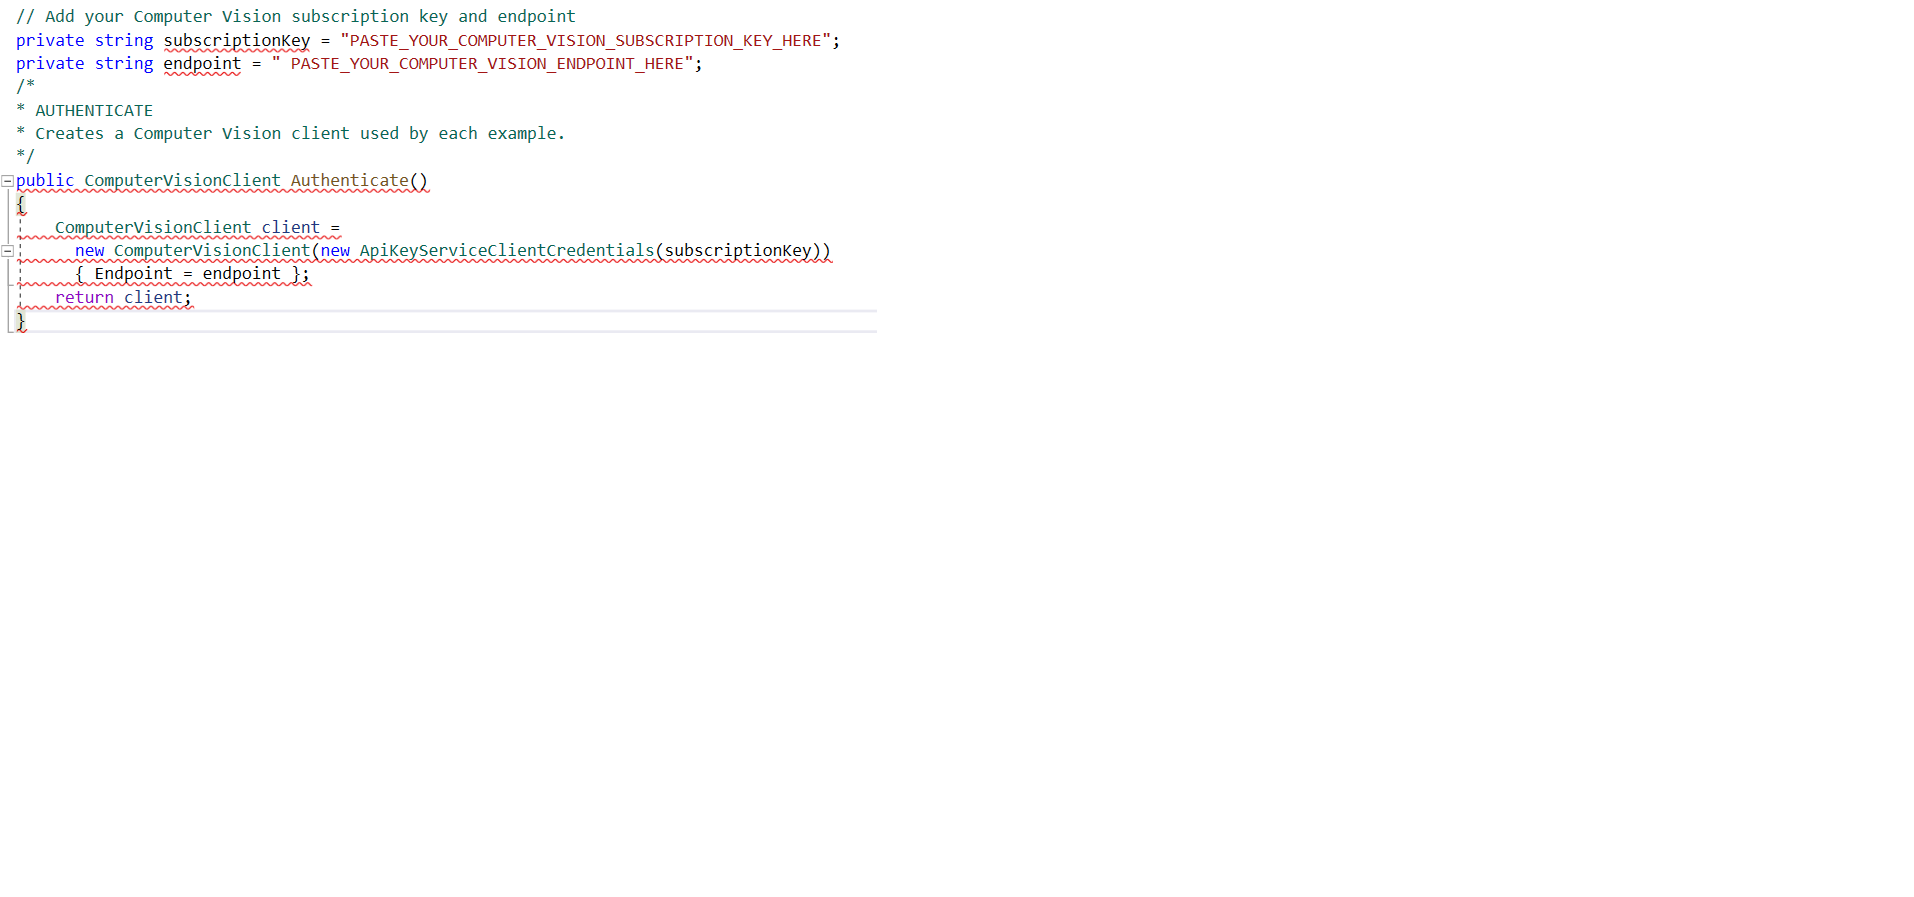 // Add your Computer Vision subscription key and endpoint
private string subscriptionKey = "PASTE_YOUR_COMPUTER_VISION_SUBSCRIPTION_KEY_HERE";
private string endpoint = " PASTE_YOUR_COMPUTER_VISION_ENDPOINT_HERE";
/*
* AUTHENTICATE
* Creates a Computer Vision client used by each example.
*/
public ComputerVisionClient Authenticate()
{
    ComputerVisionClient client =
      new ComputerVisionClient(new ApiKeyServiceClientCredentials(subscriptionKey))
      { Endpoint = endpoint };
    return client;
}